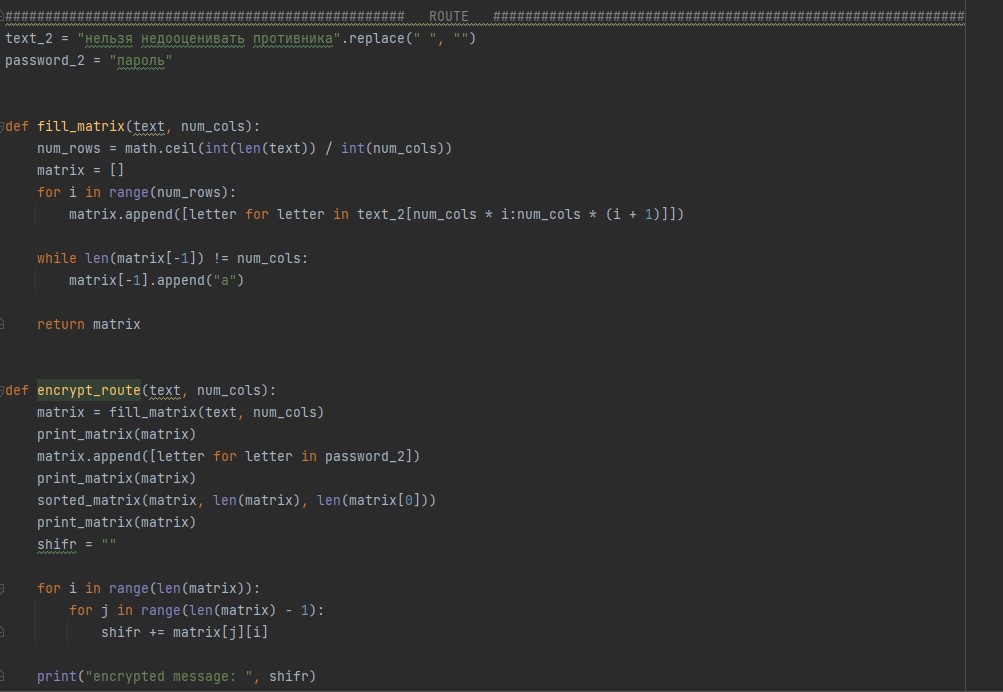 ################################################## ROUTE ###########################################################
text_2 = "нельзя недооценивать противника".replace(" ", "")
password_2 = "пароль"
def fill_matrix(text, num_cols):
    num_rows = math.ceil(int(len(text)) / int(num_cols))
    matrix = []
    for i in range(num_rows):
        matrix.append([letter for letter in text_2[num_cols * i:num_cols * (i + 1)]])
    while len(matrix[-1]) != num_cols:
        matrix[-1].append("а")
    return matrix
def encrypt_route(text, num_cols):
    matrix = fill_matrix(text, num_cols)
    print_matrix(matrix)
    matrix.append([letter for letter in password_2])
    print_matrix(matrix)
    sorted_matrix(matrix, len(matrix), len(matrix[0]))
    print_matrix(matrix)
    shifr = ""
    for i in range(len(matrix)):
        for j in range(len(matrix) - 1):
            shifr += matrix[j][i]
    print("encrypted message: ", shifr)